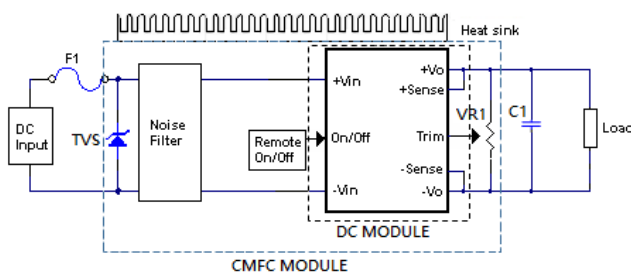 Heat sink
F1
DC
Input
TVS
Noise
Filter
Remote
On/Off
+Vin
On/Off
-Vin
+Vo
+Sense
Trim
-Sense
-Vo
VR1
C1
Load
DC MODULE
CMFC MODULE